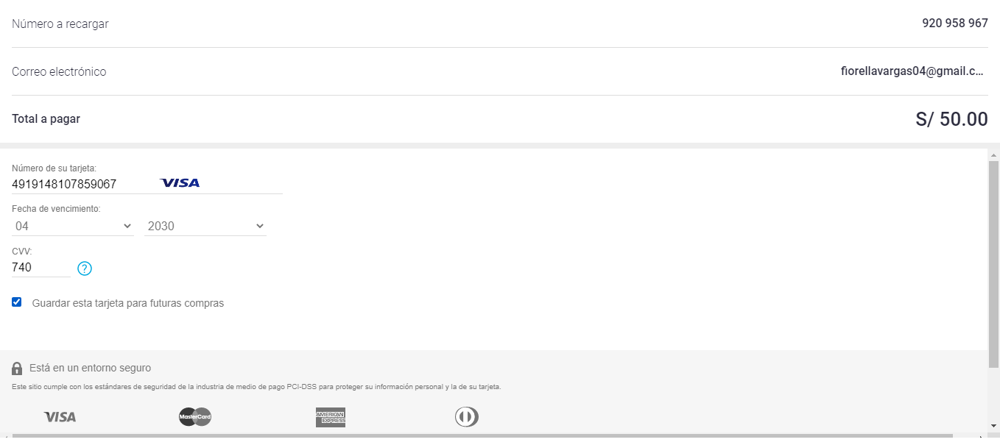 Número a recargar 920 958 967
Correo electrónico fiorellavargas04@gmail.c...
Total a pagar S/ 50.00
Número de su tarjeta:
4919148107859067 VISA
Fecha de vencimiento:
04 2030
CVV:
740 ?
Guardar esta tarjeta para futuras compras
Está en un entorno seguro
Este sitio cumple con los estándares de seguridad de la industria de medio de pago PCI-DSS para proteger su información personal y la de su tarjeta.
VISA MasterCard AMERICAN EXPRESS